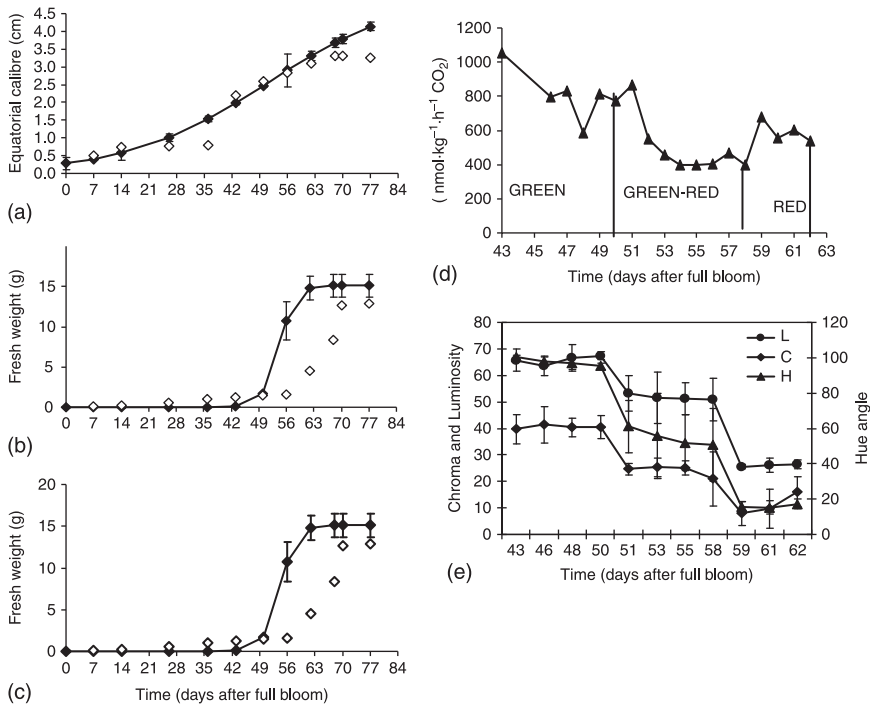 4.5
4.0
3.5
3.0
2.5
2.0
1.5
1.0
0.5
0.0
Equatorial calibre (cm)
0 7 14 21 28 35 42 49 56 63 70 77 84
(a)
15
10
5
0
Fresh weight (g)
0 7 14 21 28 35 42 49 56 63 70 77 84
(b)
20
15
10
5
0
Fresh weight (g)
0 7 14 21 28 35 42 49 56 63 70 77 84
Time (days after full bloom)
(c)
1200
1000
800
600
400
200
0
( nmol·kg⁻¹·h⁻¹ CO₂)
GREEN
GREEN-RED
RED
43 45 47 49 51 53 55 57 59 61 63
Time (days after full bloom)
(d)
80
70
60
50
40
30
20
10
0
Chroma and Luminosity
L
C
H
120
100
80
60
40
20
0
Hue angle
43 46 48 50 51 53 55 58 59 61 62
Time (days after full bloom)
(e)